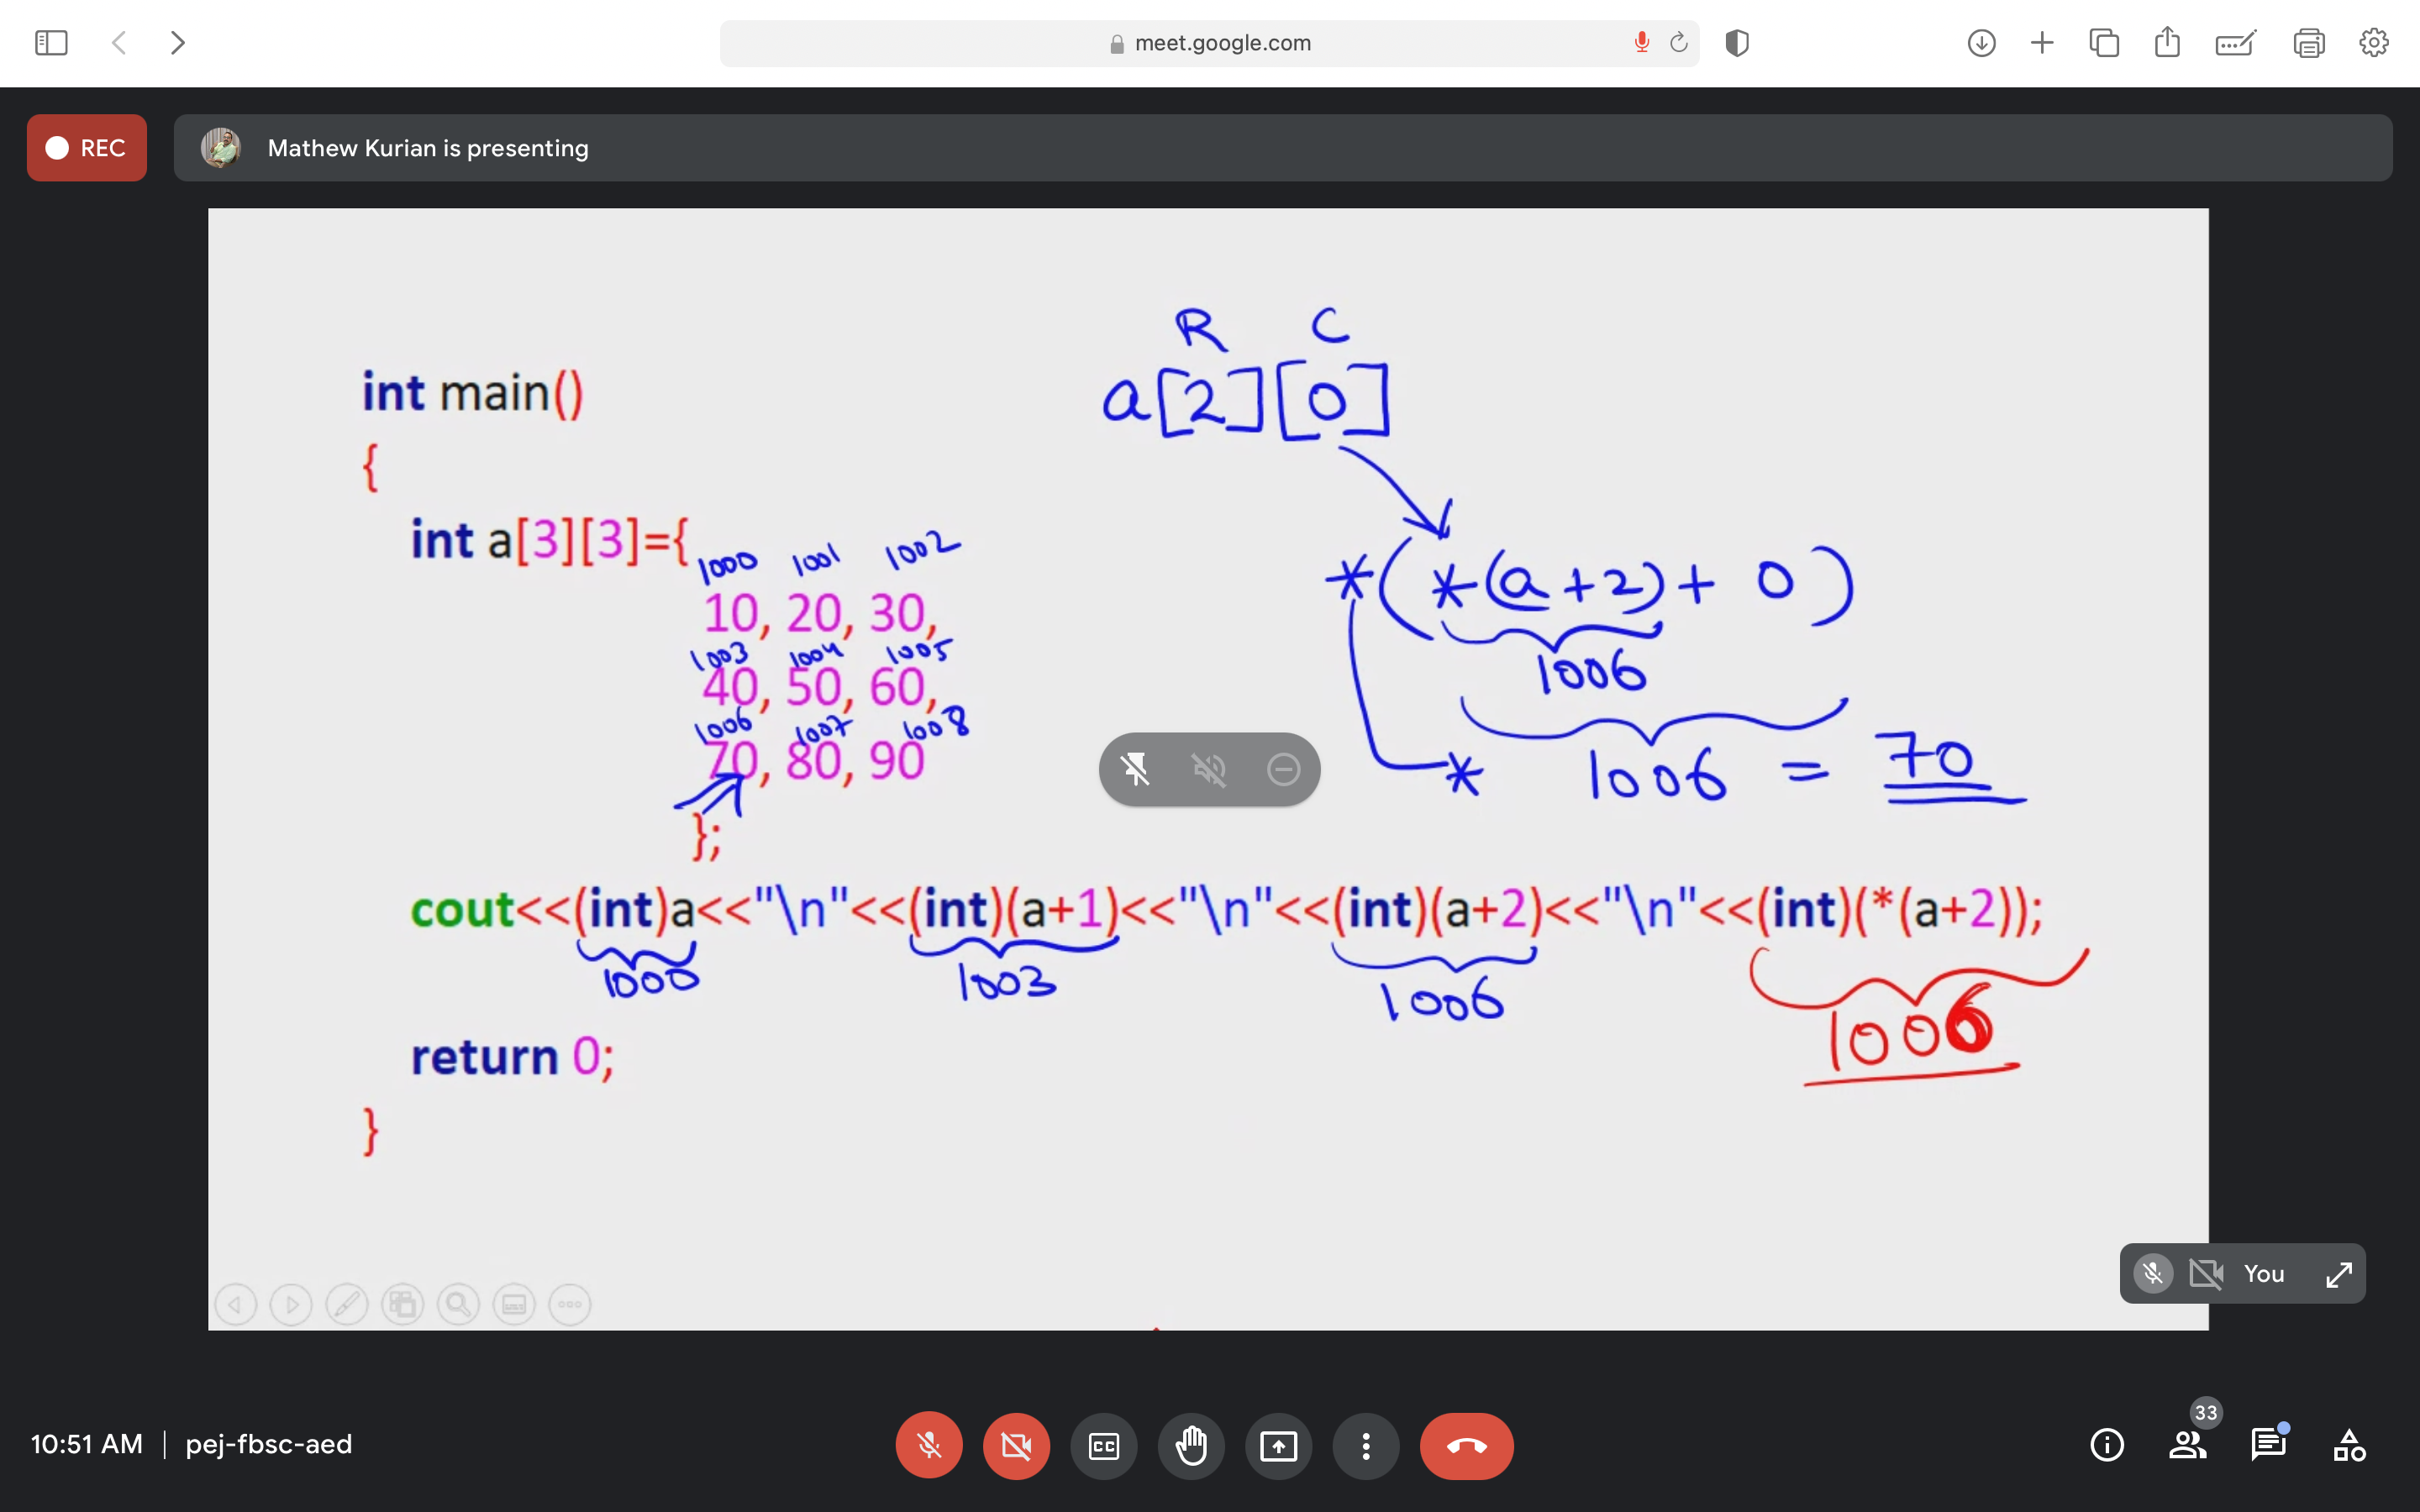 meet.google.com
REC
Mathew Kurian is presenting
R C
a[2][0]
int main()
{
int a[3][3]={
1000 1001 1002
10, 20, 30,
1003 1004 1005
40, 50, 60,
1006 1007 1008
70, 80, 90
};
*(*(a+2)+0)
1006
* 1006 = 70
cout<<(int)a<<"\n"<<(int)(a+1)<<"\n"<<(int)(a+2)<<"\n"<<(int)(*(a+2));
1000 1003 1006 1006
return 0;
}
You
10:51 AM | pej-fbsc-aed
CC
33